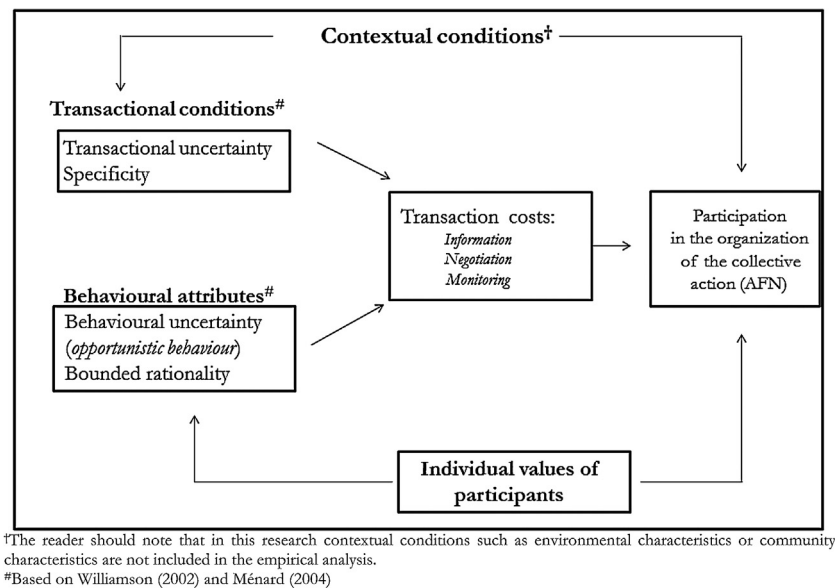 Contextual conditions†
Transactional conditions#
Transactional uncertainty
Specificity
Transaction costs:
Information
Negotiation
Monitoring
Participation
in the organization
of the collective
action (AFN)
Behavioural attributes#
Behavioural uncertainty
(opportunistic behaviour)
Bounded rationality
Individual values of
participants
†The reader should note that in this research contextual conditions such as environmental characteristics or community
characteristics are not included in the empirical analysis.
#Based on Williamson (2002) and Ménard (2004)